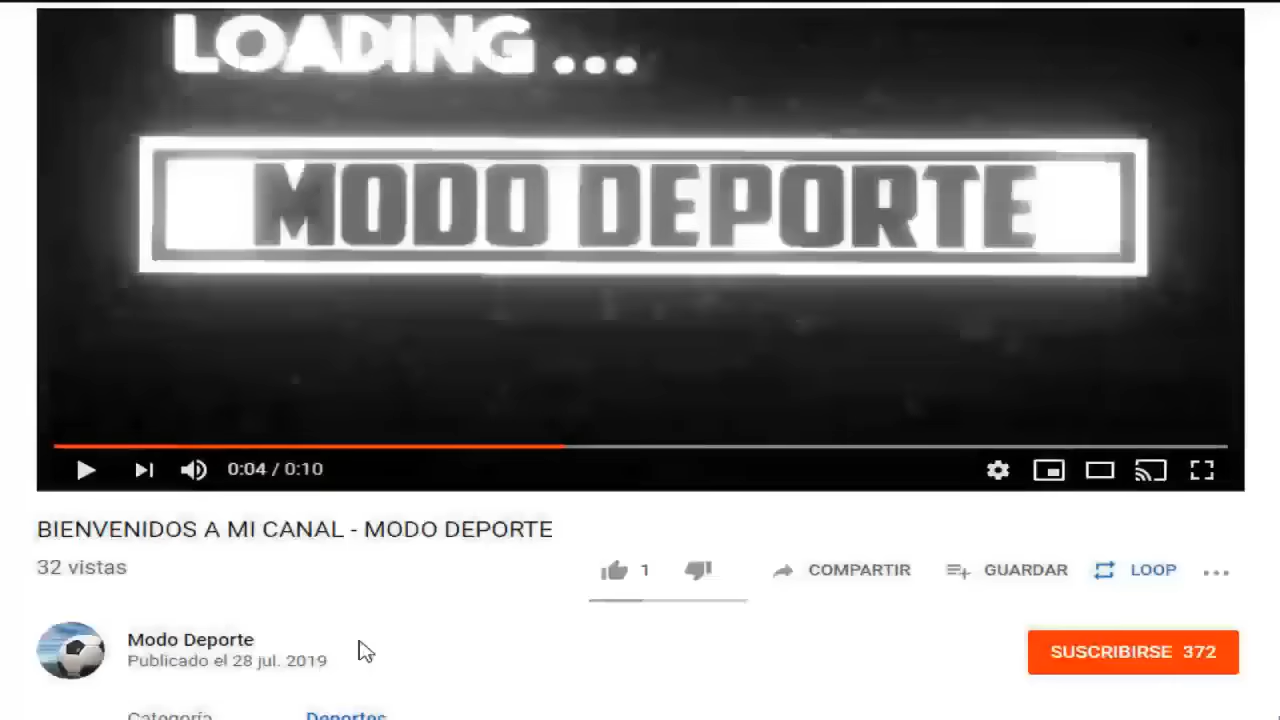 LOADING...
MODO DEPORTE
0:04 / 0:10
BIENVENIDOS A MI CANAL - MODO DEPORTE
32 vistas
1 COMPARTIR GUARDAR LOOP
Modo Deporte
Publicado el 28 jul. 2019
SUSCRIBIRSE 372
Categoría Deportes